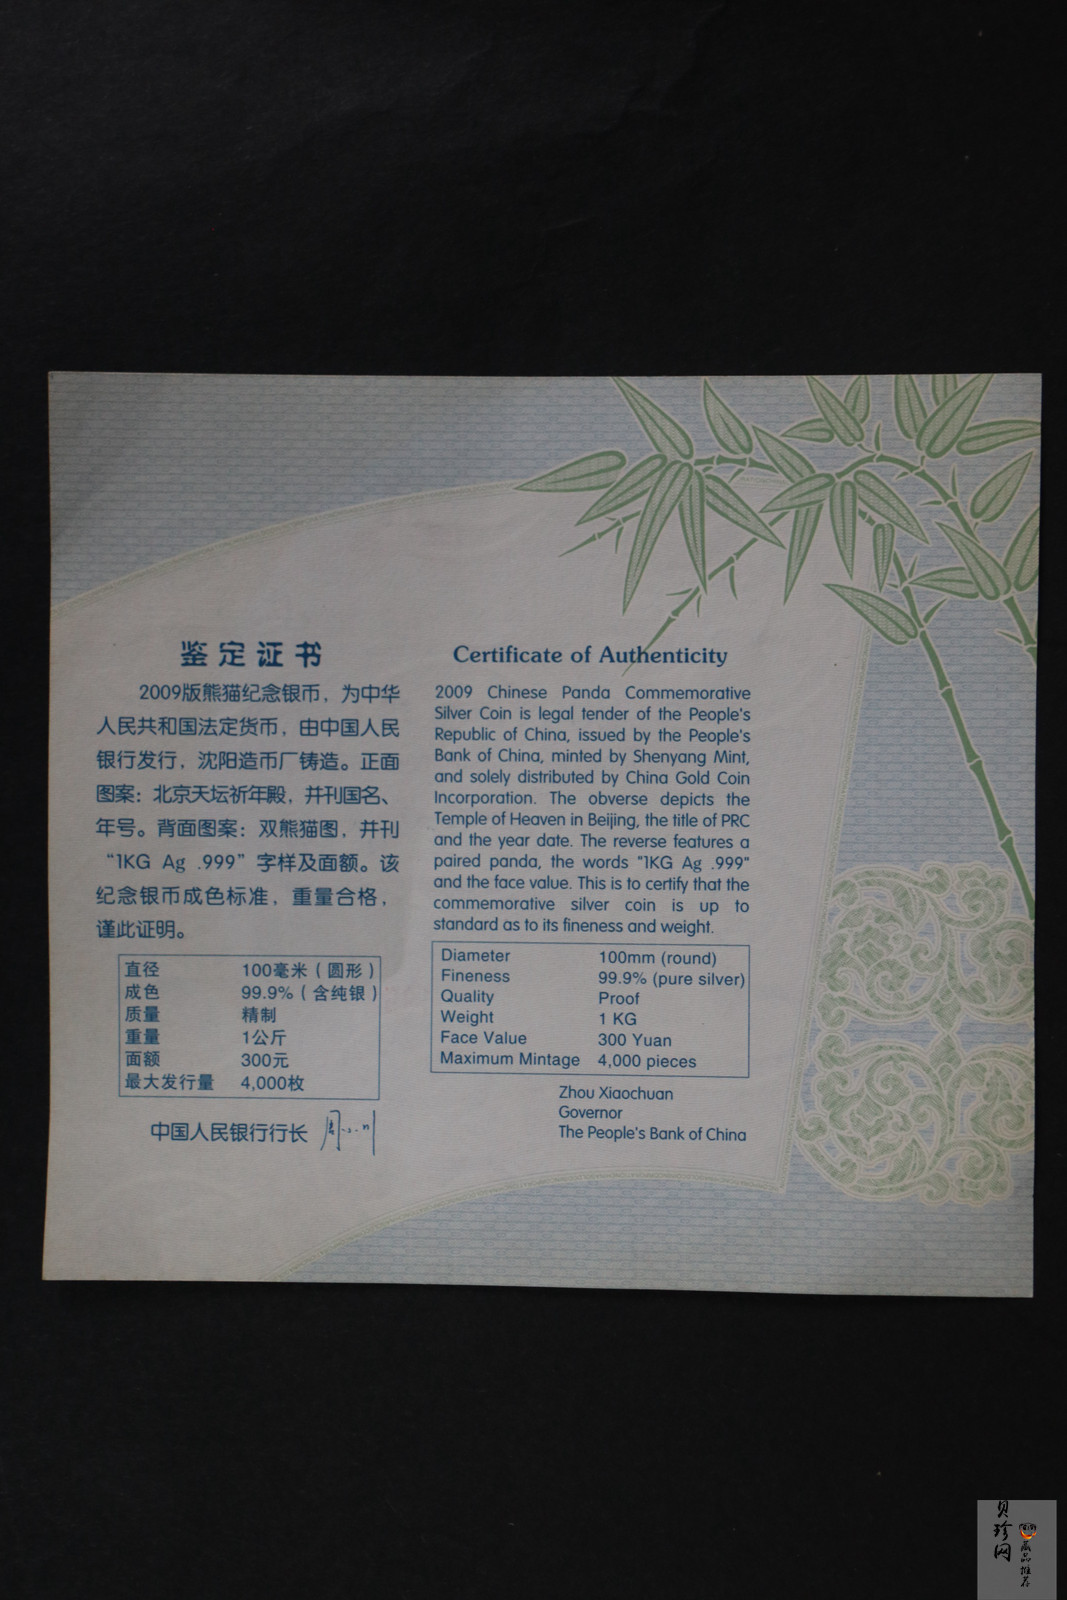 鉴定证书
2009版熊猫纪念银币，为中华
人民共和国法定货币，由中国人民
银行发行，沈阳造币厂铸造。正面
图案：北京天坛祈年殿，并刊国名、
年号。背面图案：双熊猫图，并刊
“1KG Ag .999”字样及面额。该
纪念银币成色标准，重量合格，
谨此证明。
直径 100毫米（圆形）
成色 99.9%（含纯银）
质量 精制
重量 1公斤
面额 300元
最大发行量 4,000枚
中国人民银行行长
Certificate of Authenticity
2009 Chinese Panda Commemorative
Silver Coin is legal tender of the People's
Republic of China, issued by the People's
Bank of China, minted by Shenyang Mint,
and solely distributed by China Gold Coin
Incorporation. The obverse depicts the
Temple of Heaven in Beijing, the title of PRC
and the year date. The reverse features a
paired panda, the words "1KG Ag .999"
and the face value. This is to certify that the
commemorative silver coin is up to
standard as to its fineness and weight.
Diameter 100mm (round)
Fineness 99.9% (pure silver)
Quality Proof
Weight 1 KG
Face Value 300 Yuan
Maximum Mintage 4,000 pieces
Zhou Xiaochuan
Governor
The People's Bank of China
贝珍网
藏品推荐